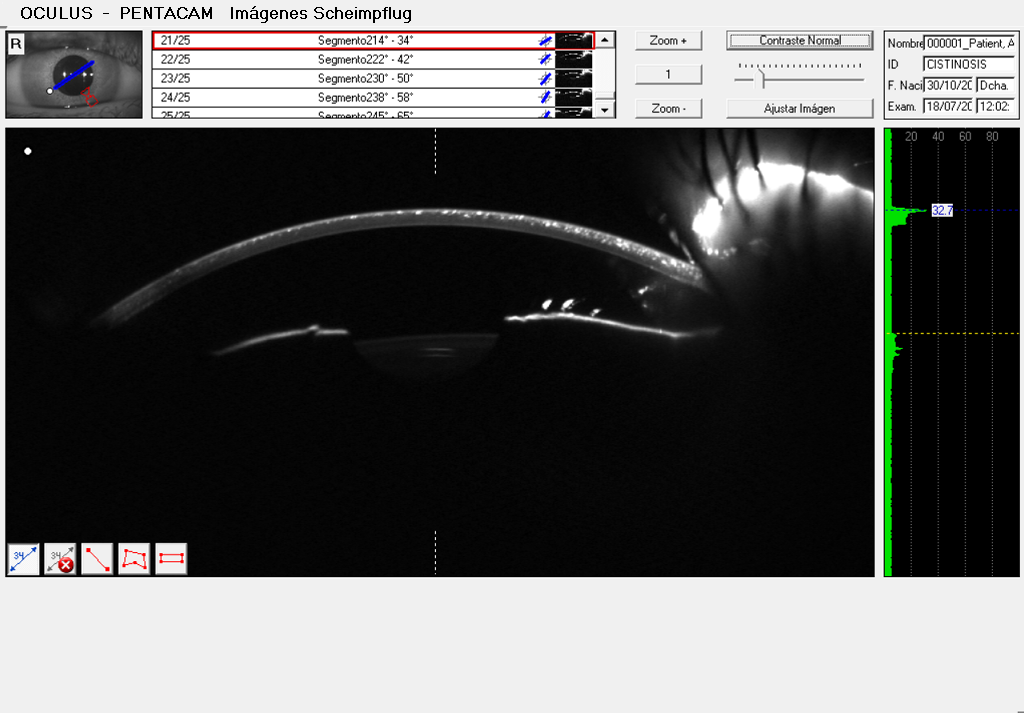 OCULUS - PENTACAM Imágenes Scheimpflug
R
21/25 Segmento214° - 34°
22/25 Segmento222° - 42°
23/25 Segmento230° - 50°
24/25 Segmento238° - 58°
25/25 Segmento245° - 65°
Zoom +
1
Zoom -
Contraste Normal
Ajustar Imágen
Nombre 000001_Patient, A
ID CISTINOSIS
F. Naci 30/10/20 Dcha.
Exam. 18/07/20 12:02:
20 40 60 80
32.7
34 34